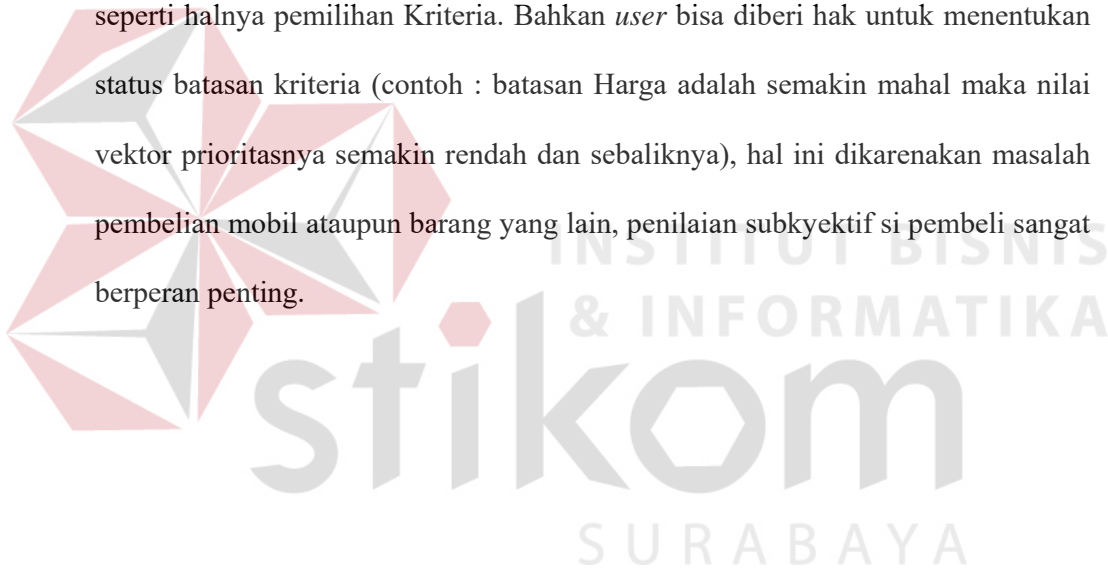 seperti halnya pemilihan Kriteria. Bahkan user bisa diberi hak untuk menentukan
status batasan kriteria (contoh : batasan Harga adalah semakin mahal maka nilai
vektor prioritasnya semakin rendah dan sebaliknya), hal ini dikarenakan masalah
pembelian mobil ataupun barang yang lain, penilaian subkyektif si pembeli sangat
berperan penting.
INSTITUT BISNIS
& INFORMATIKA
stikom
SURABAYA